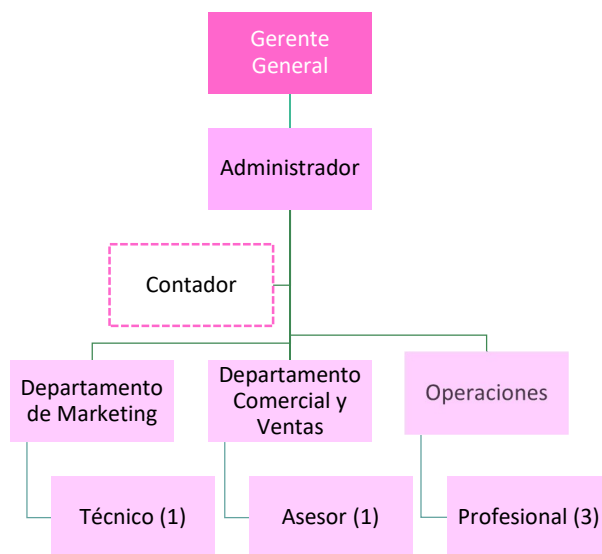 Gerente
General
Administrador
Contador
Departamento
de Marketing
Departamento
Comercial y
Ventas
Operaciones
Técnico (1)
Asesor (1)
Profesional (3)